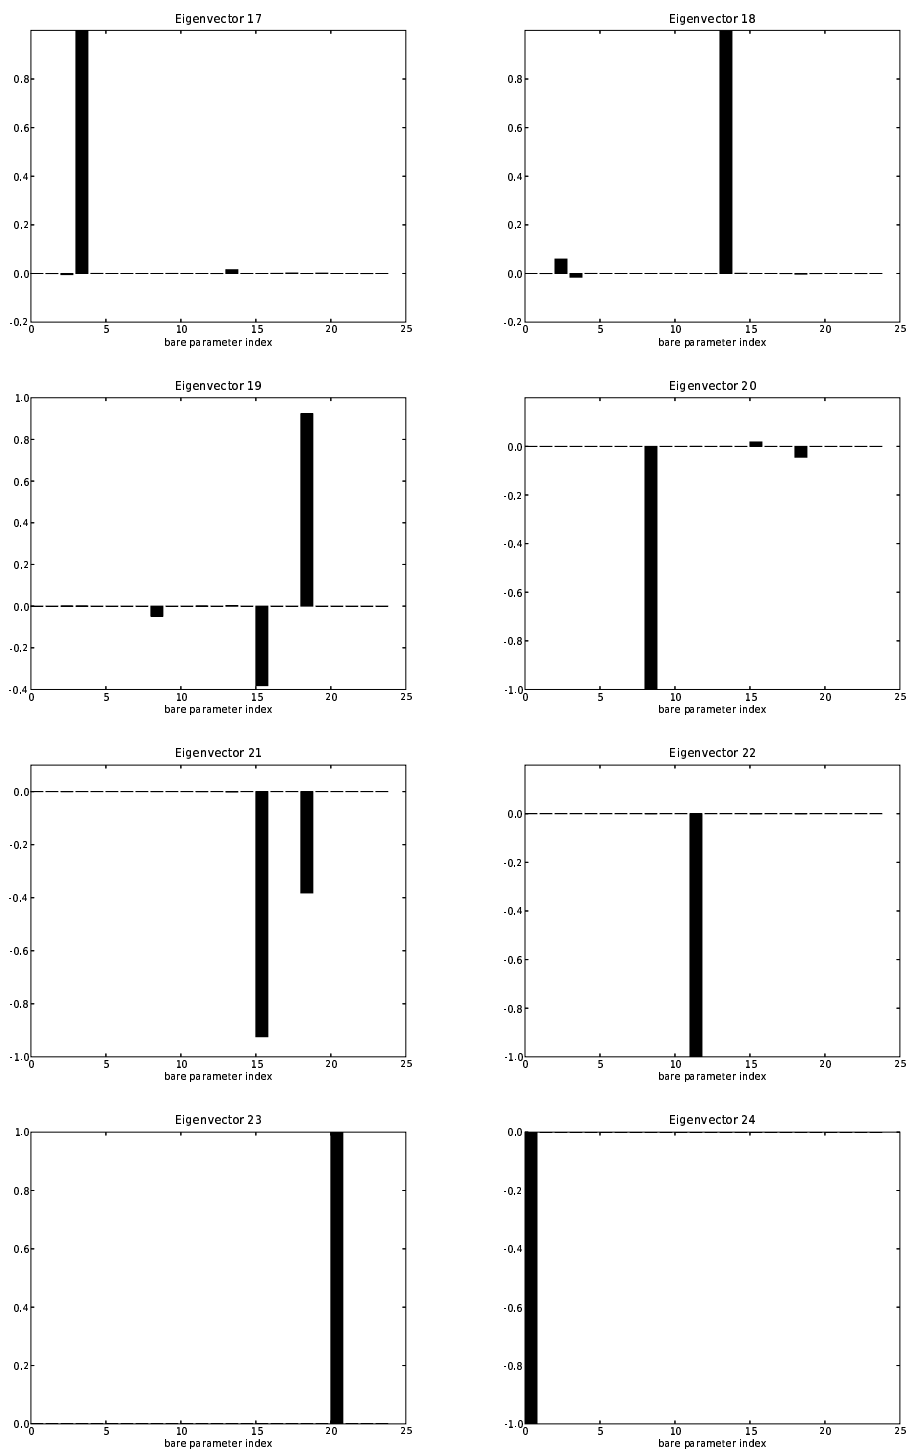 Eigenvector 17
0.8
0.6
0.4
0.2
0.0
-0.2
0 5 10 15 20 25
bare parameter index
Eigenvector 18
0.8
0.6
0.4
0.2
0.0
-0.2
0 5 10 15 20 25
bare parameter index
Eigenvector 19
1.0
0.8
0.6
0.4
0.2
0.0
-0.2
-0.4
0 5 10 15 20 25
bare parameter index
Eigenvector 20
0.0
-0.2
-0.4
-0.6
-0.8
-1.0
0 5 10 15 20 25
bare parameter index
Eigenvector 21
0.0
-0.2
-0.4
-0.6
-0.8
-1.0
0 5 10 15 20 25
bare parameter index
Eigenvector 22
0.0
-0.2
-0.4
-0.6
-0.8
-1.0
0 5 10 15 20 25
bare parameter index
Eigenvector 23
1.0
0.8
0.6
0.4
0.2
0.0
0 5 10 15 20 25
bare parameter index
Eigenvector 24
0.0
-0.2
-0.4
-0.6
-0.8
-1.0
0 5 10 15 20 25
bare parameter index